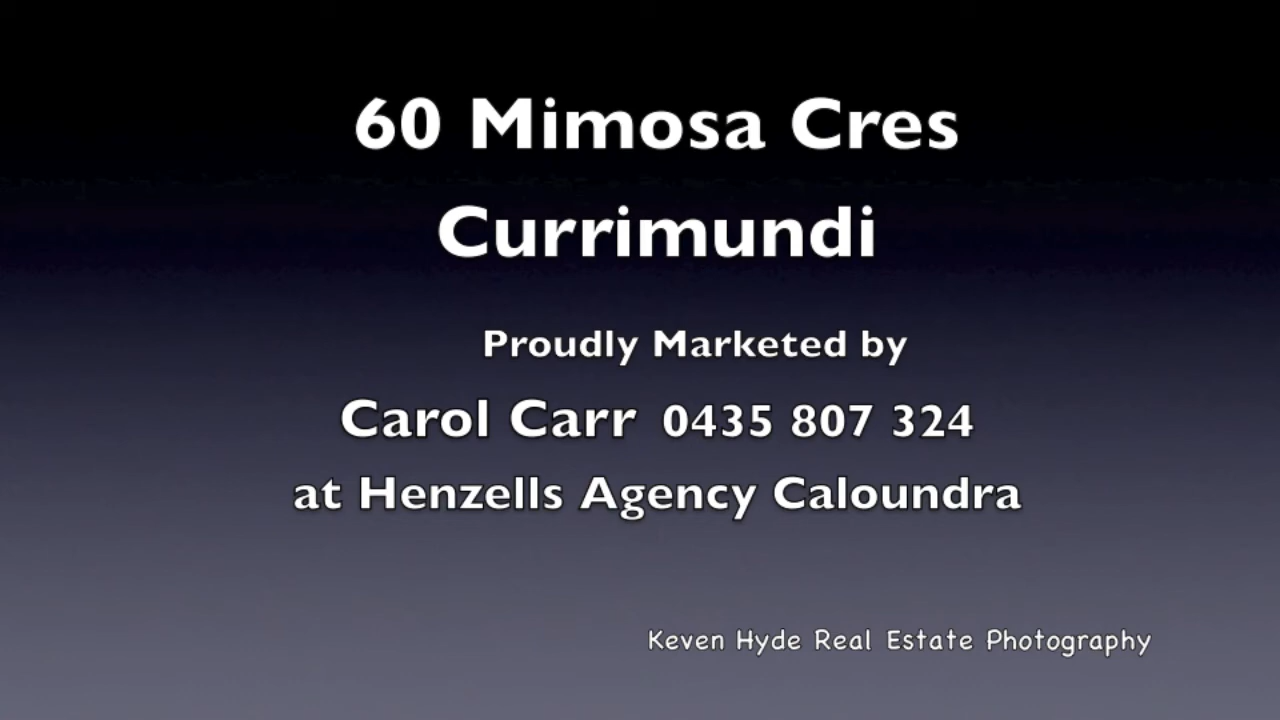 60 Mimosa Cres
Currimundi
Proudly Marketed by
Carol Carr 0435 807 324
at Henzells Agency Caloundra
Keven Hyde Real Estate Photography